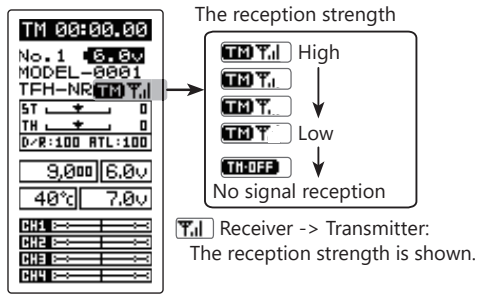 TM 00:00.00
No.1 6.0v
MODEL-0001
TFH-NR TM
ST 0
TH 0
D/R:100 ATL:100
9,000 6.0v
40℃ 7.0v
CH1
CH2
CH3
CH4
The reception strength
TM High
TM
TM
TM Low
TM-OFF
No signal reception
Receiver -> Transmitter:
The reception strength is shown.